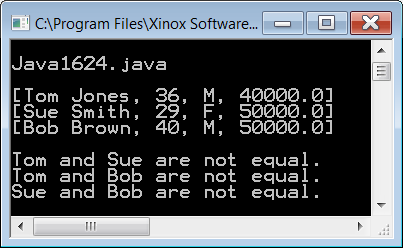 C:\Program Files\Xinox Software...
Java1624.java
[Tom Jones, 36, M, 40000.0]
[Sue Smith, 29, F, 50000.0]
[Bob Brown, 40, M, 50000.0]
Tom and Sue are not equal.
Tom and Bob are not equal.
Sue and Bob are not equal.